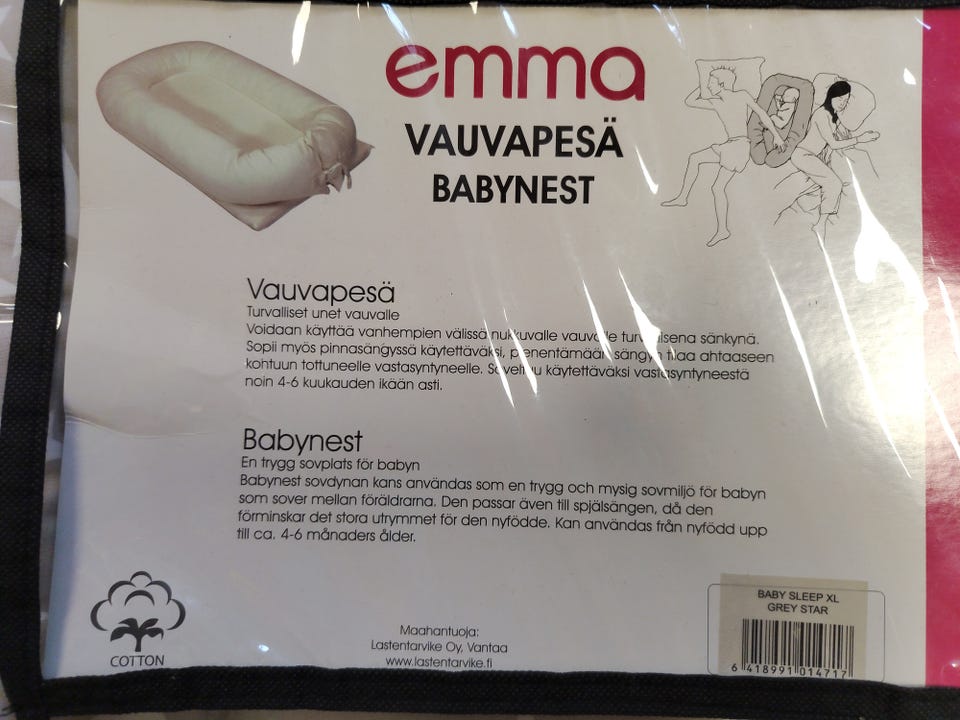 emma
VAUVAPESÄ
BABYNEST
Vauvapesä
Turvalliset unet vauvalle
Voidaan käyttää vanhempien välissä nukkuvalle vauvalle turvallisena sänkynä.
Sopii myös pinnasängyssä käytettäväksi, pienentämään sängyn tilaa ahtaaseen
kohtuun tottuneelle vastasyntyneelle. Soveltuu käytettäväksi vastasyntyneestä
noin 4-6 kuukauden ikään asti.
Babynest
En trygg sovplats för babyn
Babynest sovdynan kans användas som en trygg och mysig sovmiljö för babyn
som sover mellan föräldrarna. Den passar även till spjälsängen, då den
förminskar det stora utrymmet för den nyfödde. Kan användas från nyfödd upp
till ca. 4-6 månaders ålder.
COTTON
Maahantuoja:
Lastentarvike Oy, Vantaa
www.lastentarvike.fi
BABY SLEEP XL
GREY STAR
6 418991 014717